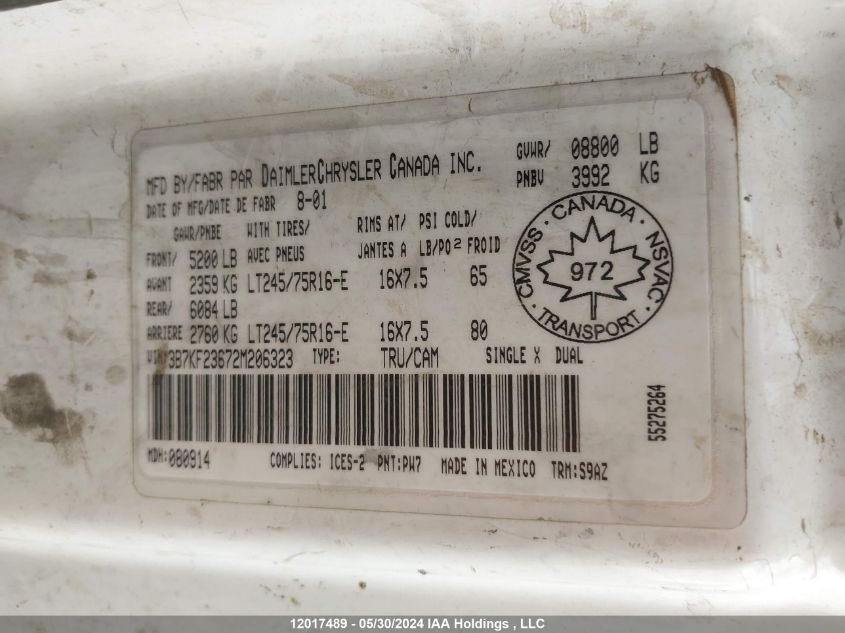 MFD BY/FABR PAR DAIMLERCHRYSLER CANADA INC. GVWR/ 08800 LB
DATE OF MFG/DATE DE FABR 8-01 PNBV 3992 KG
GAWR/PNBE WITH TIRES/ RIMS AT/ PSI COLD/
FRONT/ 5200 LB AVEC PNEUS JANTES A LB/PO² FROID
AVANT 2359 KG LT245/75R16-E 16X7.5 65
REAR/ 6084 LB
ARRIERE 2760 KG LT245/75R16-E 16X7.5 80
CMVSS · CANADA · NSVAC · TRANSPORT ·
972
VIN: 3B7KF23672M206323 TYPE: TRU/CAM SINGLE X DUAL
55275264
MDH: 080914 COMPLIES: ICES-2 PNT: PW7 MADE IN MEXICO TRM: S9AZ
12017489 - 05/30/2024 IAA Holdings , LLC